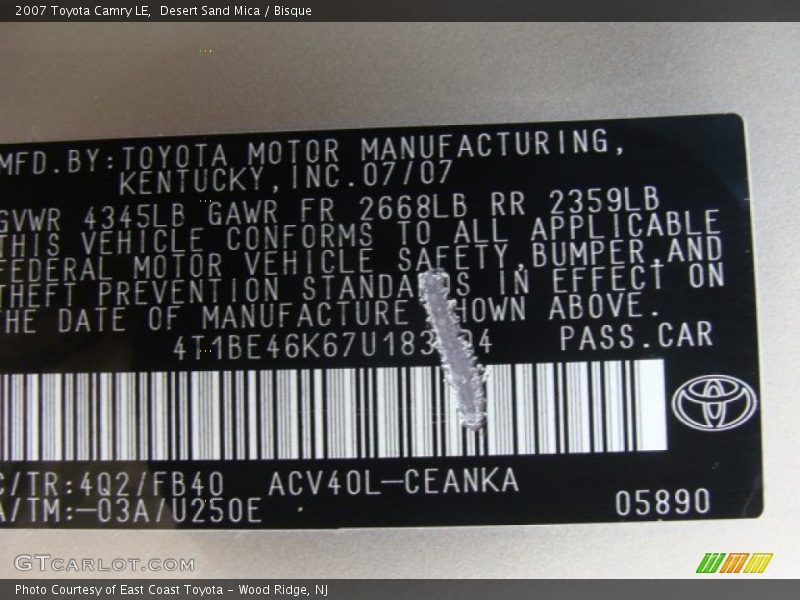 2007 Toyota Camry LE, Desert Sand Mica / Bisque
MFD.BY:TOYOTA MOTOR MANUFACTURING,
KENTUCKY,INC.07/07
GVWR 4345LB GAWR FR 2668LB RR 2359LB
THIS VEHICLE CONFORMS TO ALL APPLICABLE
FEDERAL MOTOR VEHICLE SAFETY,BUMPER,AND
THEFT PREVENTION STANDARDS IN EFFECT ON
THE DATE OF MANUFACTURE SHOWN ABOVE.
PASS.CAR
C/TR:4Q2/FB40 ACV40L-CEANKA
A/TM:-03A/U250E
05890
GTCARLOT.COM
Photo Courtesy of East Coast Toyota - Wood Ridge, NJ